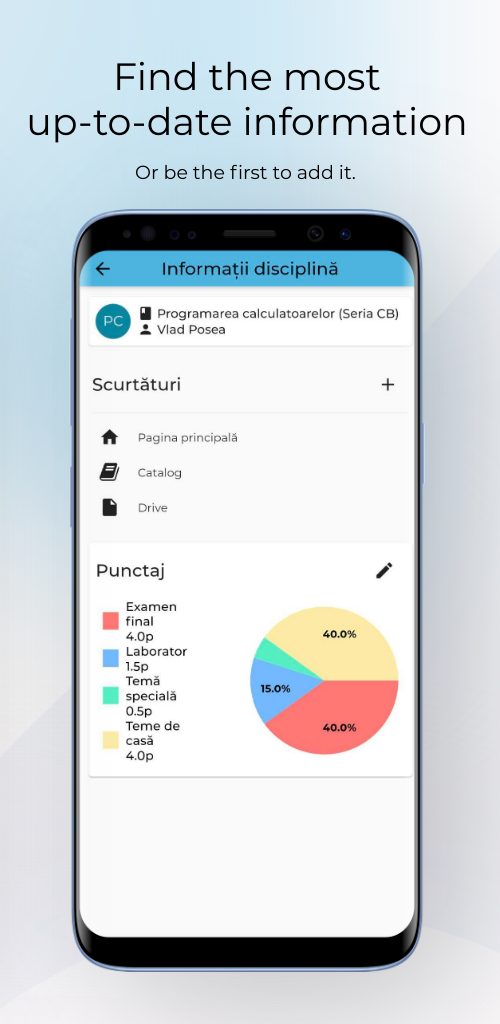 Find the most
up-to-date information
Or be the first to add it.
Informații disciplină
PC
Programarea calculatoarelor (Seria CB)
Vlad Posea
Scurtături
Pagina principală
Catalog
Drive
Punctaj
Examen
final
4.0p
Laborator
1.5p
Temă
specială
0.5p
Teme de
casă
4.0p
40.0%
15.0%
40.0%